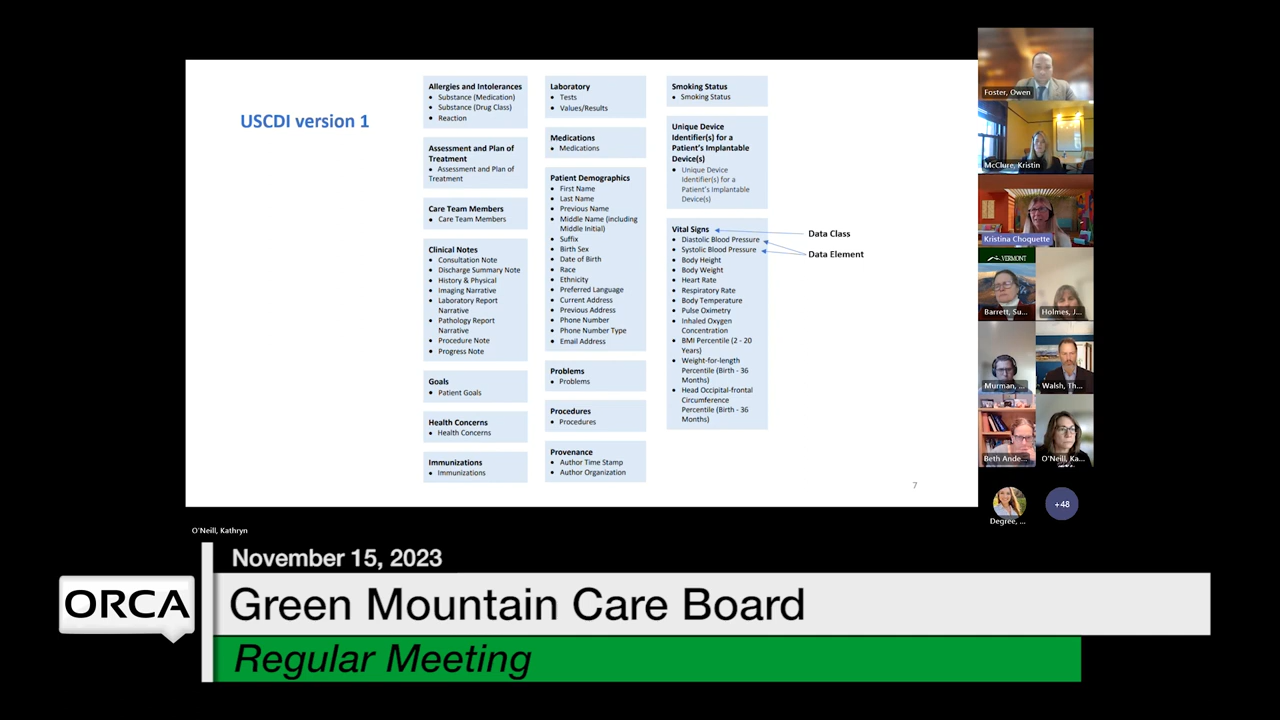 USCDI version 1
Allergies and Intolerances
• Substance (Medication)
• Substance (Drug Class)
• Reaction
Assessment and Plan of
Treatment
• Assessment and Plan of
Treatment
Care Team Members
• Care Team Members
Clinical Notes
• Consultation Note
• Discharge Summary Note
• History & Physical
• Imaging Narrative
• Laboratory Report
Narrative
• Pathology Report
Narrative
• Procedure Note
• Progress Note
Goals
• Patient Goals
Health Concerns
• Health Concerns
Immunizations
• Immunizations
Laboratory
• Tests
• Values/Results
Medications
• Medications
Patient Demographics
• First Name
• Last Name
• Previous Name
• Middle Name (including
Middle Initial)
• Suffix
• Birth Sex
• Date of Birth
• Race
• Ethnicity
• Preferred Language
• Current Address
• Previous Address
• Phone Number
• Phone Number Type
• Email Address
Problems
• Problems
Procedures
• Procedures
Provenance
• Author Time Stamp
• Author Organization
Smoking Status
• Smoking Status
Unique Device
Identifier(s) for a
Patient's Implantable
Device(s)
• Unique Device
Identifier(s) for a
Patient's Implantable
Device(s)
Vital Signs
• Diastolic Blood Pressure
• Systolic Blood Pressure
• Body Height
• Body Weight
• Heart Rate
• Respiratory Rate
• Body Temperature
• Pulse Oximetry
• Inhaled Oxygen
Concentration
• BMI Percentile (2 - 20
Years)
• Weight-for-length
Percentile (Birth - 36
Months)
• Head Occipital-frontal
Circumference
Percentile (Birth - 36
Months)
Data Class
Data Element
7
Foster, Owen
McClure, Kristin
Kristina Choquette
VERMONT
Barrett, Su...
Holmes, J...
Murman, ...
Walsh, Th...
Beth Ande...
O'Neill, Ka...
Degree, ...
+48
O'Neill, Kathryn
November 15, 2023
ORCA
Green Mountain Care Board
Regular Meeting